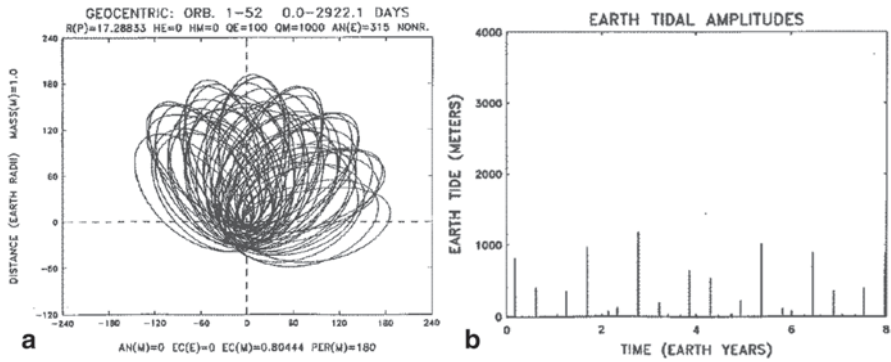 GEOCENTRIC: ORB. 1-52 0.0-2922.1 DAYS
R(P)=17.28833 HE=0 HM=0 QE=100 QM=1000 AN(E)=315 NONR.
DISTANCE (EARTH RADII) MASS(M)=1.0
240
180
120
60
0
-60
-120
-240 -180 -120 -60 0 60 120 180 240
AN(M)=0 EC(E)=0 EC(M)=0.80444 PER(M)=180
a
EARTH TIDAL AMPLITUDES
EARTH TIDE (METERS)
4000
3000
2000
1000
0
0 2 4 6 8
TIME (EARTH YEARS)
b